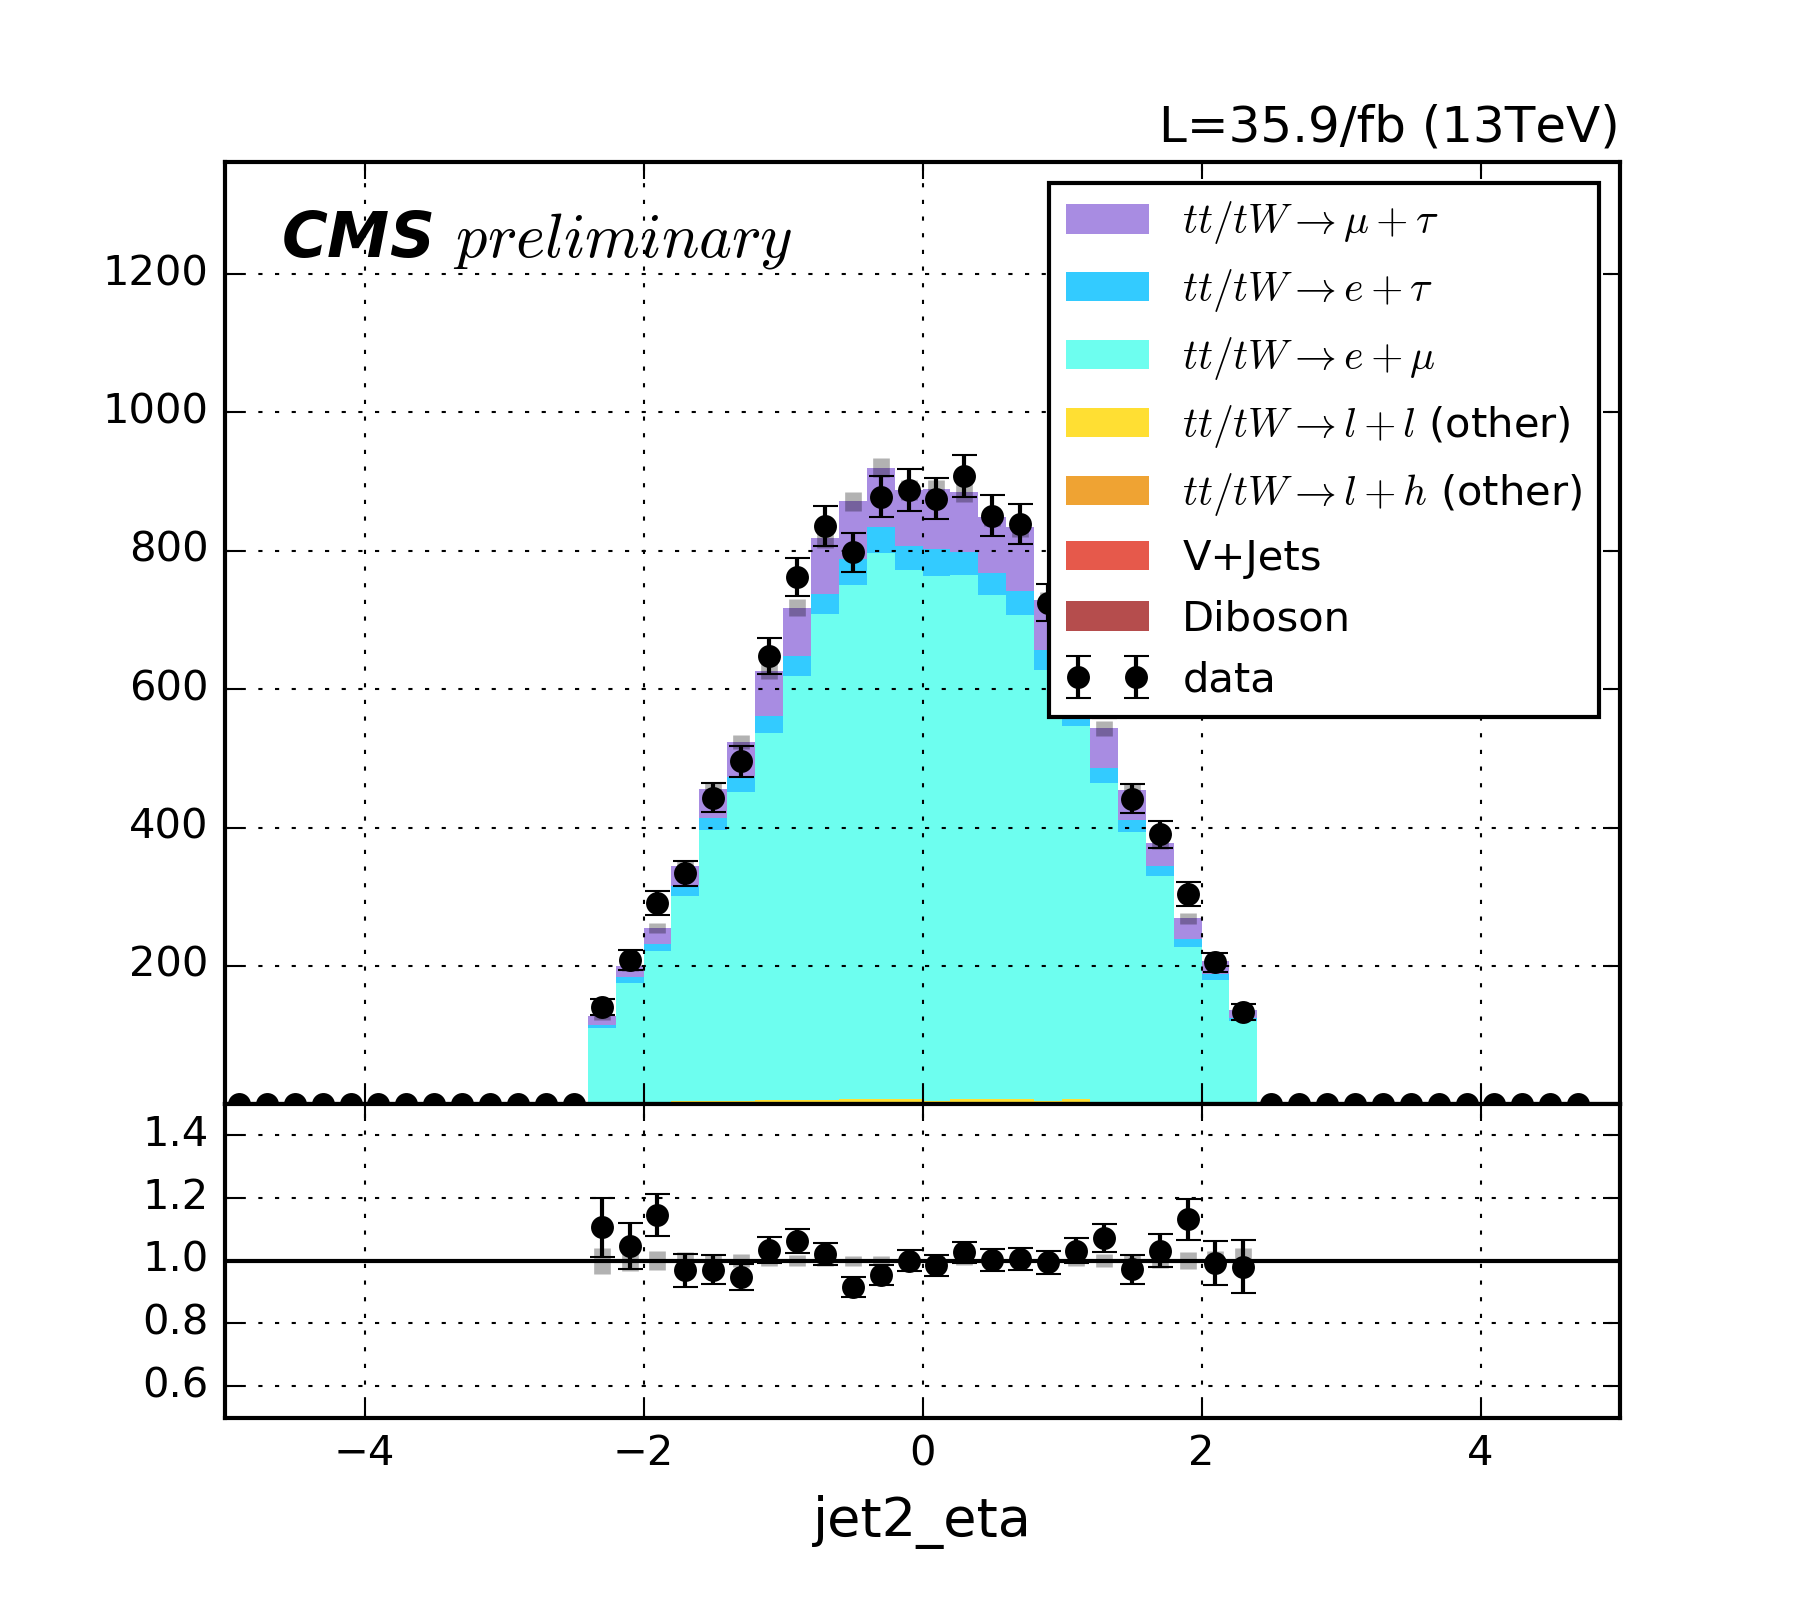 L=35.9/fb (13TeV)
CMS preliminary
tt/tW → μ + τ
tt/tW → e + τ
tt/tW → e + μ
tt/tW → l + l (other)
tt/tW → l + h (other)
V+Jets
Diboson
data
1200
1000
800
600
400
200
1.4
1.2
1.0
0.8
0.6
−4 −2 0 2 4
jet2_eta